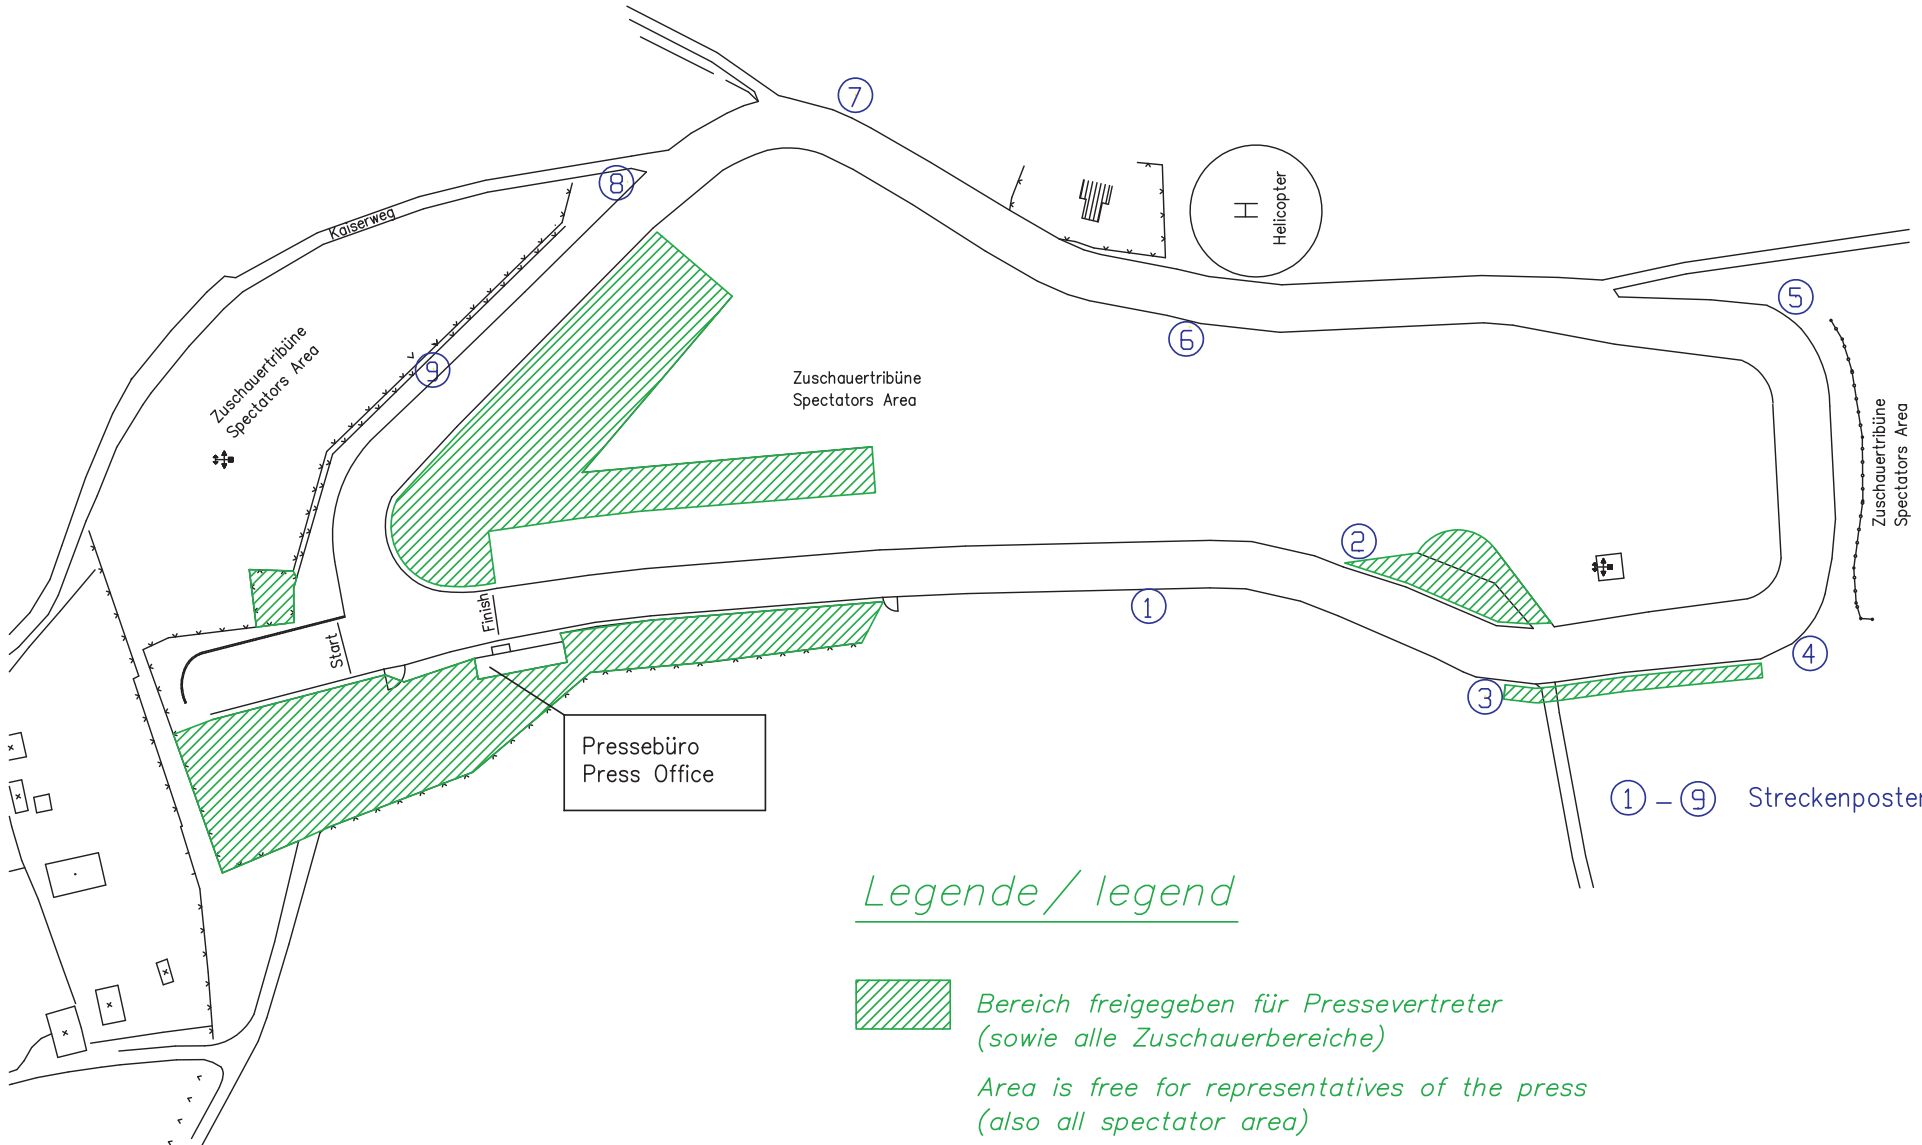 7
8
Kaiserweg
H
Helicopter
5
6
9
Zuschauertribüne
Spectators Area
Zuschauertribüne
Spectators Area
Zuschauertribüne
Spectators Area
2
1
Finish
Start
4
3
Pressebüro
Press Office
1 – 9 Streckenposten
Legende / legend
Bereich freigegeben für Pressevertreter
(sowie alle Zuschauerbereiche)
Area is free for representatives of the press
(also all spectator area)